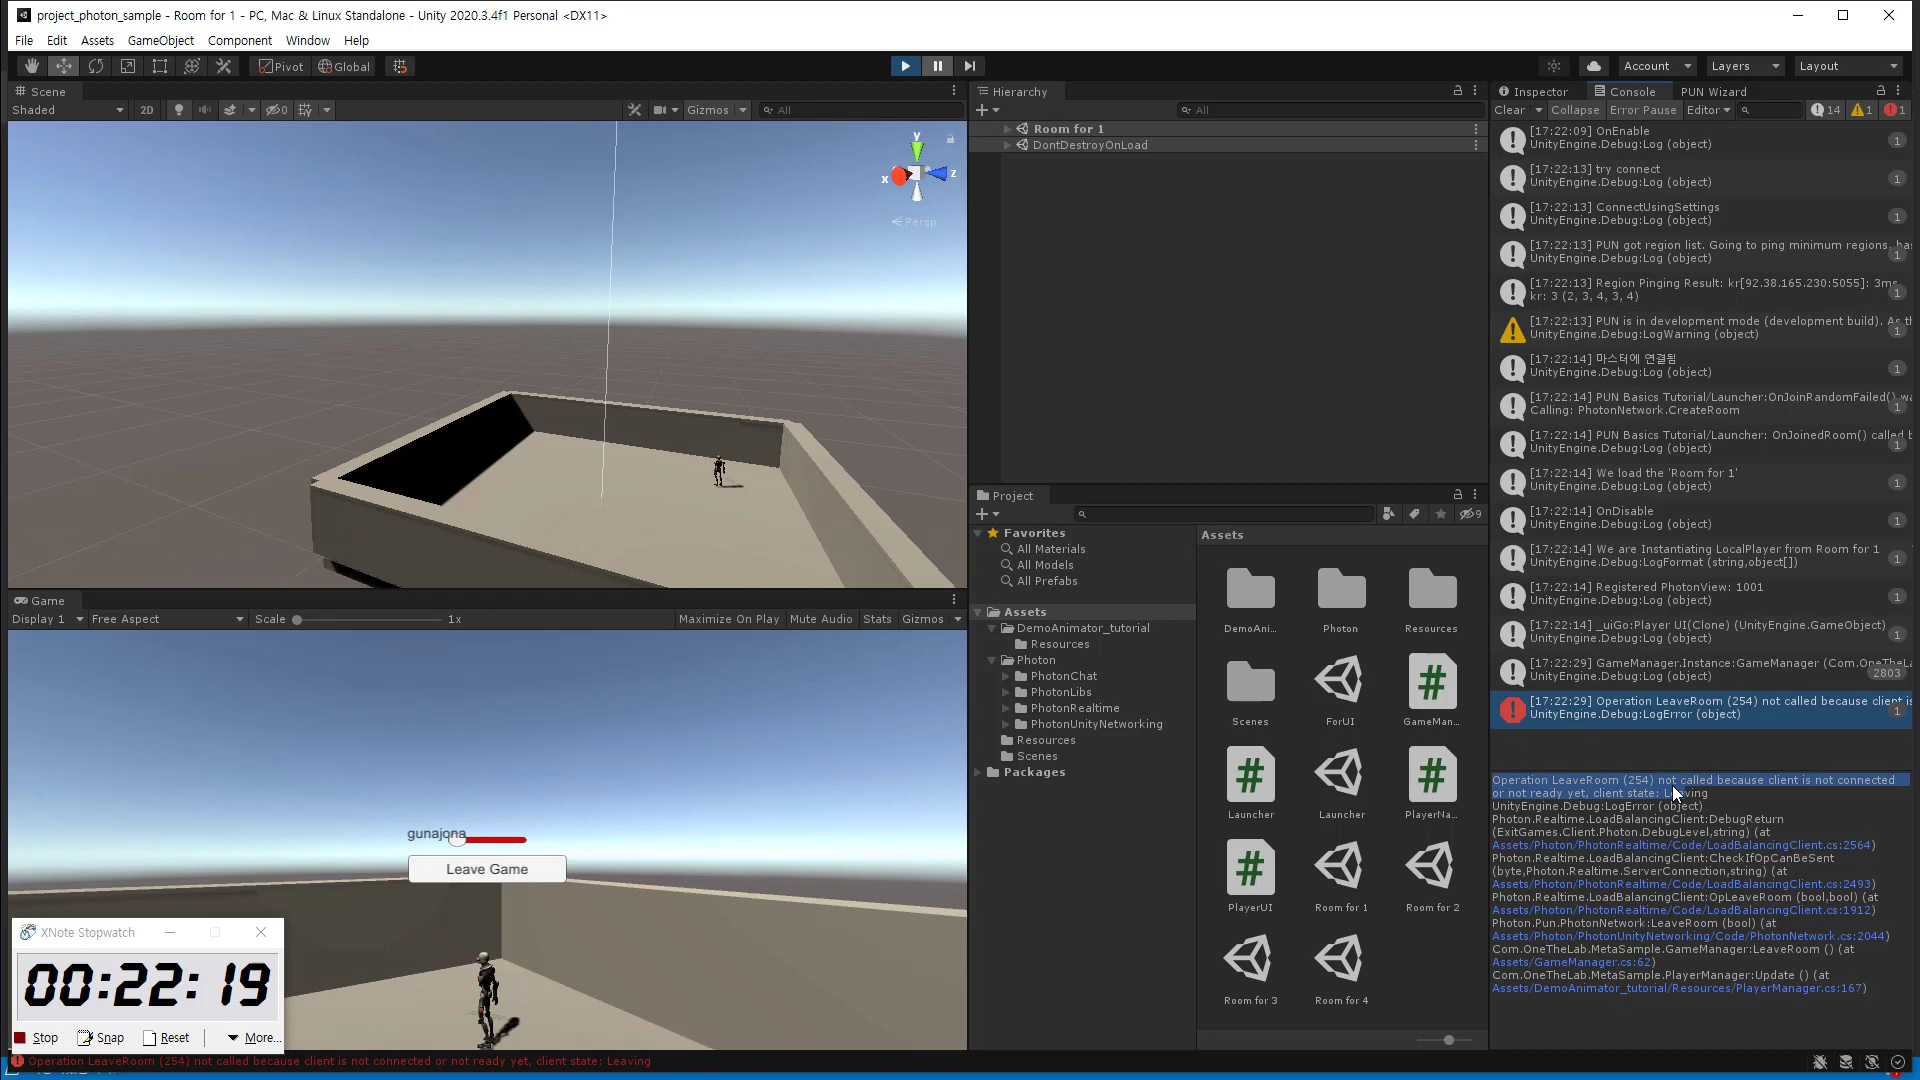 project_photon_sample - Room for 1 - PC, Mac & Linux Standalone - Unity 2020.3.4f1 Personal <DX11>
File Edit Assets GameObject Component Window Help
Pivot Global
Account Layers Layout
Scene
Shaded 2D Gizmos All
y
x z
Persp
Game
Display 1 Free Aspect Scale 1x Maximize On Play Mute Audio Stats Gizmos
gunajona
Leave Game
XNote Stopwatch
00:22:19
Stop Snap Reset More...
Operation LeaveRoom (254) not called because client is not connected or not ready yet, client state: Leaving
Hierarchy
All
Room for 1
DontDestroyOnLoad
Project
9
Favorites
All Materials
All Models
All Prefabs
Assets
DemoAnimator_tutorial
Resources
Photon
PhotonChat
PhotonLibs
PhotonRealtime
PhotonUnityNetworking
Resources
Scenes
Packages
Assets
DemoAni... Photon Resources
Scenes ForUI GameMan...
Launcher Launcher PlayerNa...
PlayerUI Room for 1 Room for 2
Room for 3 Room for 4
Inspector Console PUN Wizard
Clear Collapse Error Pause Editor 14 1 1
[17:22:09] OnEnable
UnityEngine.Debug:Log (object) 1
[17:22:13] try connect
UnityEngine.Debug:Log (object) 1
[17:22:13] ConnectUsingSettings
UnityEngine.Debug:Log (object) 1
[17:22:13] PUN got region list. Going to ping minimum regions,
UnityEngine.Debug:Log (object) 1
[17:22:13] Region Pinging Result: kr[92.38.165.230:5055]: 3ms
kr: 3 (2, 3, 4, 3, 4) 1
[17:22:13] PUN is in development mode (development build). As
UnityEngine.Debug:LogWarning (object) 1
[17:22:14] 마스터에 연결됨
UnityEngine.Debug:Log (object) 1
[17:22:14] PUN Basics Tutorial/Launcher:OnJoinRandomFailed()
Calling: PhotonNetwork.CreateRoom 1
[17:22:14] PUN Basics Tutorial/Launcher: OnJoinedRoom() called
UnityEngine.Debug:Log (object) 1
[17:22:14] We load the 'Room for 1'
UnityEngine.Debug:Log (object) 1
[17:22:14] OnDisable
UnityEngine.Debug:Log (object) 1
[17:22:14] We are Instantiating LocalPlayer from Room for 1
UnityEngine.Debug:LogFormat (string,object[]) 1
[17:22:14] Registered PhotonView: 1001
UnityEngine.Debug:Log (object) 1
[17:22:14] _uiGo:Player UI(Clone) (UnityEngine.GameObject)
UnityEngine.Debug:Log (object) 1
[17:22:29] GameManager.Instance:GameManager
UnityEngine.Debug:Log (object) 2803
[17:22:29] Operation LeaveRoom (254) not called because client
UnityEngine.Debug:LogError (object) 1
Operation LeaveRoom (254) not called because client is not connected
or not ready yet, client state: Leaving
UnityEngine.Debug:LogError (object)
Photon.Realtime.LoadBalancingClient:DebugReturn
(ExitGames.Client.Photon.DebugLevel,string) (at
Assets/Photon/PhotonRealtime/Code/LoadBalancingClient.cs:2564)
Photon.Realtime.LoadBalancingClient:CheckIfOpCanBeSent
(byte,Photon.Realtime.ServerConnection,string) (at
Assets/Photon/PhotonRealtime/Code/LoadBalancingClient.cs:2493)
Photon.Realtime.LoadBalancingClient:OpLeaveRoom (bool,bool) (at
Assets/Photon/PhotonRealtime/Code/LoadBalancingClient.cs:1912)
Photon.Pun.PhotonNetwork:LeaveRoom (bool) (at
Assets/Photon/PhotonUnityNetworking/Code/PhotonNetwork.cs:2044)
Com.OneTheLab.MetaSample.GameManager:LeaveRoom () (at
Assets/GameManager.cs:62)
Com.OneTheLab.MetaSample.PlayerManager:Update () (at
Assets/DemoAnimator_tutorial/Resources/PlayerManager.cs:167)